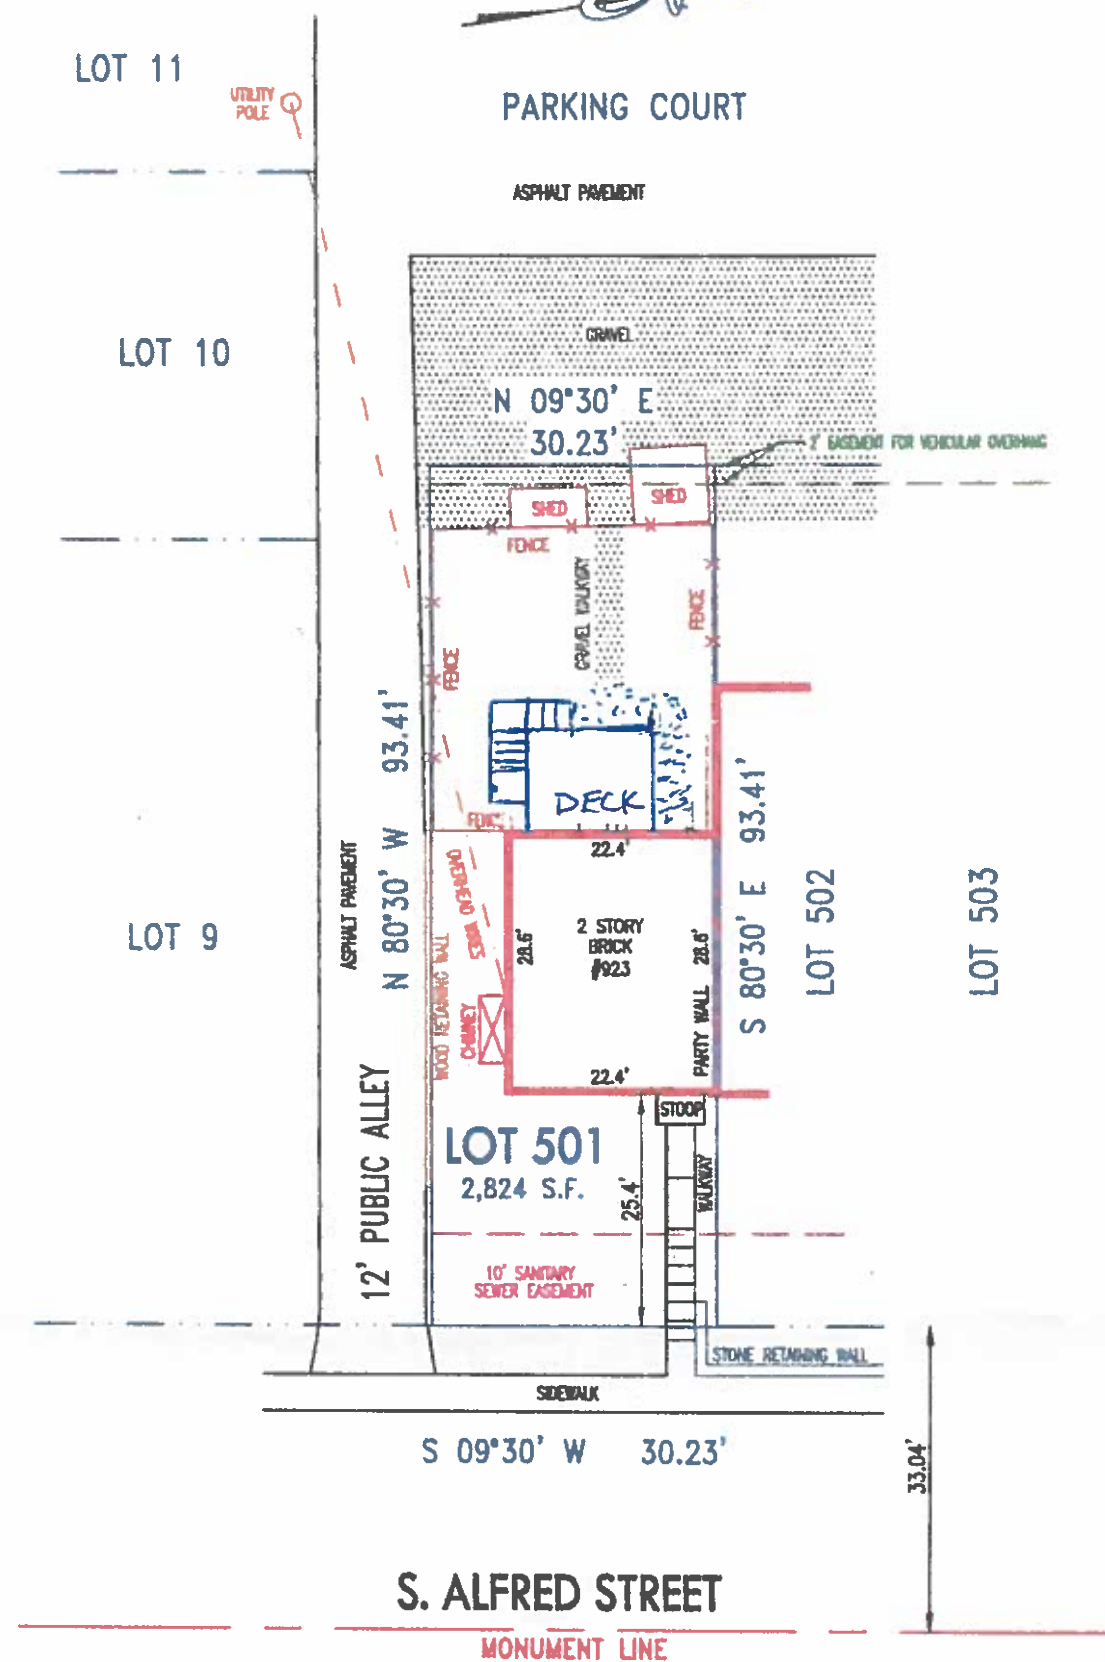 LOT 11
UTILITY
POLE
PARKING COURT
ASPHALT PAVEMENT
GRAVEL
LOT 10
N 09°30' E
30.23'
2' EASEMENT FOR VEHICULAR OVERHANG
SHED
SHED
FENCE
GRAVEL WALKWAY
FENCE
FENCE
N 80°30' W 93.41'
DECK
FENC
22.4'
S 80°30' E 93.41'
ASPHALT PAVEMENT
OVERHEAD WIRES
LOT 9
2 STORY
BRICK
#923
28.6'
28.6'
PARTY WALL
LOT 502
LOT 503
WOOD RETAINING WALL
CHIMNEY
22.4'
STOOP
12' PUBLIC ALLEY
LOT 501
2,824 S.F.
25.4'
WALKWAY
10' SANITARY
SEWER EASEMENT
STONE RETAINING WALL
SIDEWALK
S 09°30' W 30.23'
33.04'
S. ALFRED STREET
MONUMENT LINE